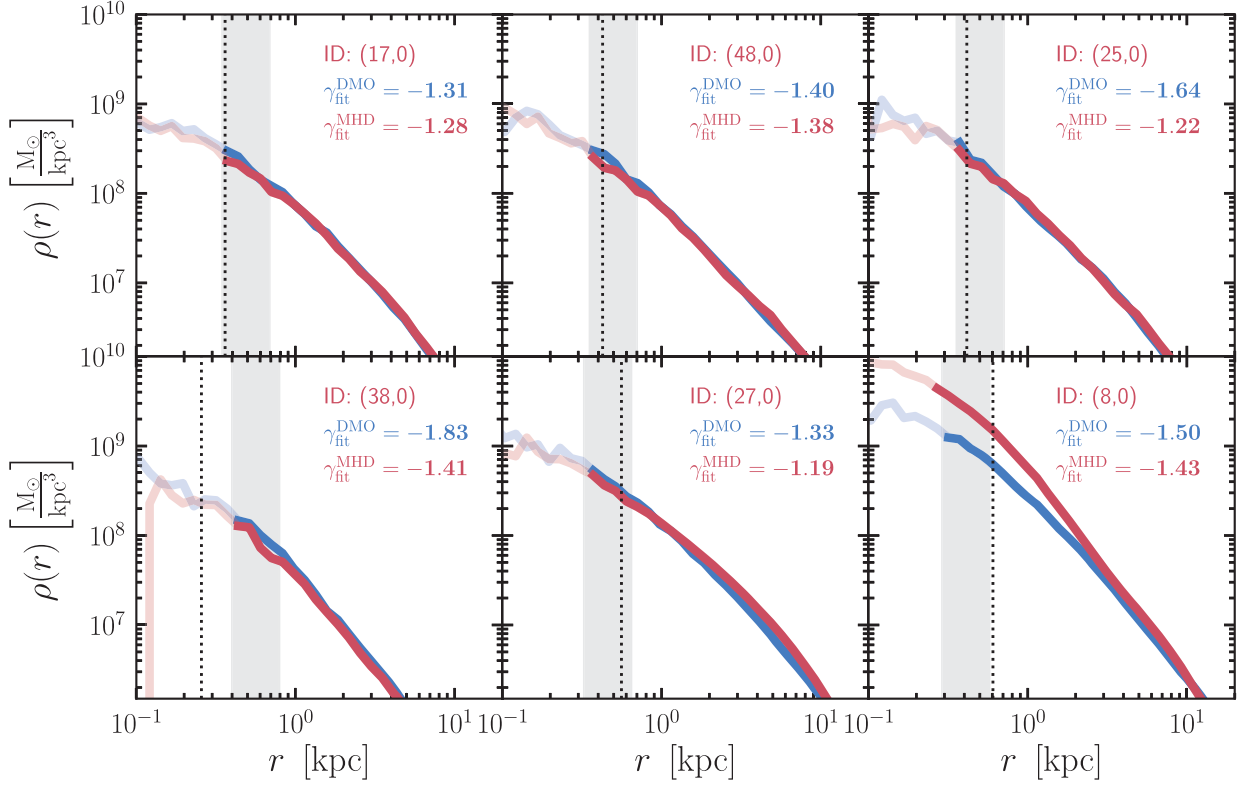 10^10
10^9
10^8
10^7
ρ(r) [M⊙/kpc^3]
ID: (17,0)
γ_fit^DMO = −1.31
γ_fit^MHD = −1.28
ID: (48,0)
γ_fit^DMO = −1.40
γ_fit^MHD = −1.38
ID: (25,0)
γ_fit^DMO = −1.64
γ_fit^MHD = −1.22
10^10
10^9
10^8
10^7
ρ(r) [M⊙/kpc^3]
ID: (38,0)
γ_fit^DMO = −1.83
γ_fit^MHD = −1.41
ID: (27,0)
γ_fit^DMO = −1.33
γ_fit^MHD = −1.19
ID: (8,0)
γ_fit^DMO = −1.50
γ_fit^MHD = −1.43
10^−1 10^0 10^1
10^−1 10^0 10^1
10^−1 10^0 10^1
r [kpc]
r [kpc]
r [kpc]